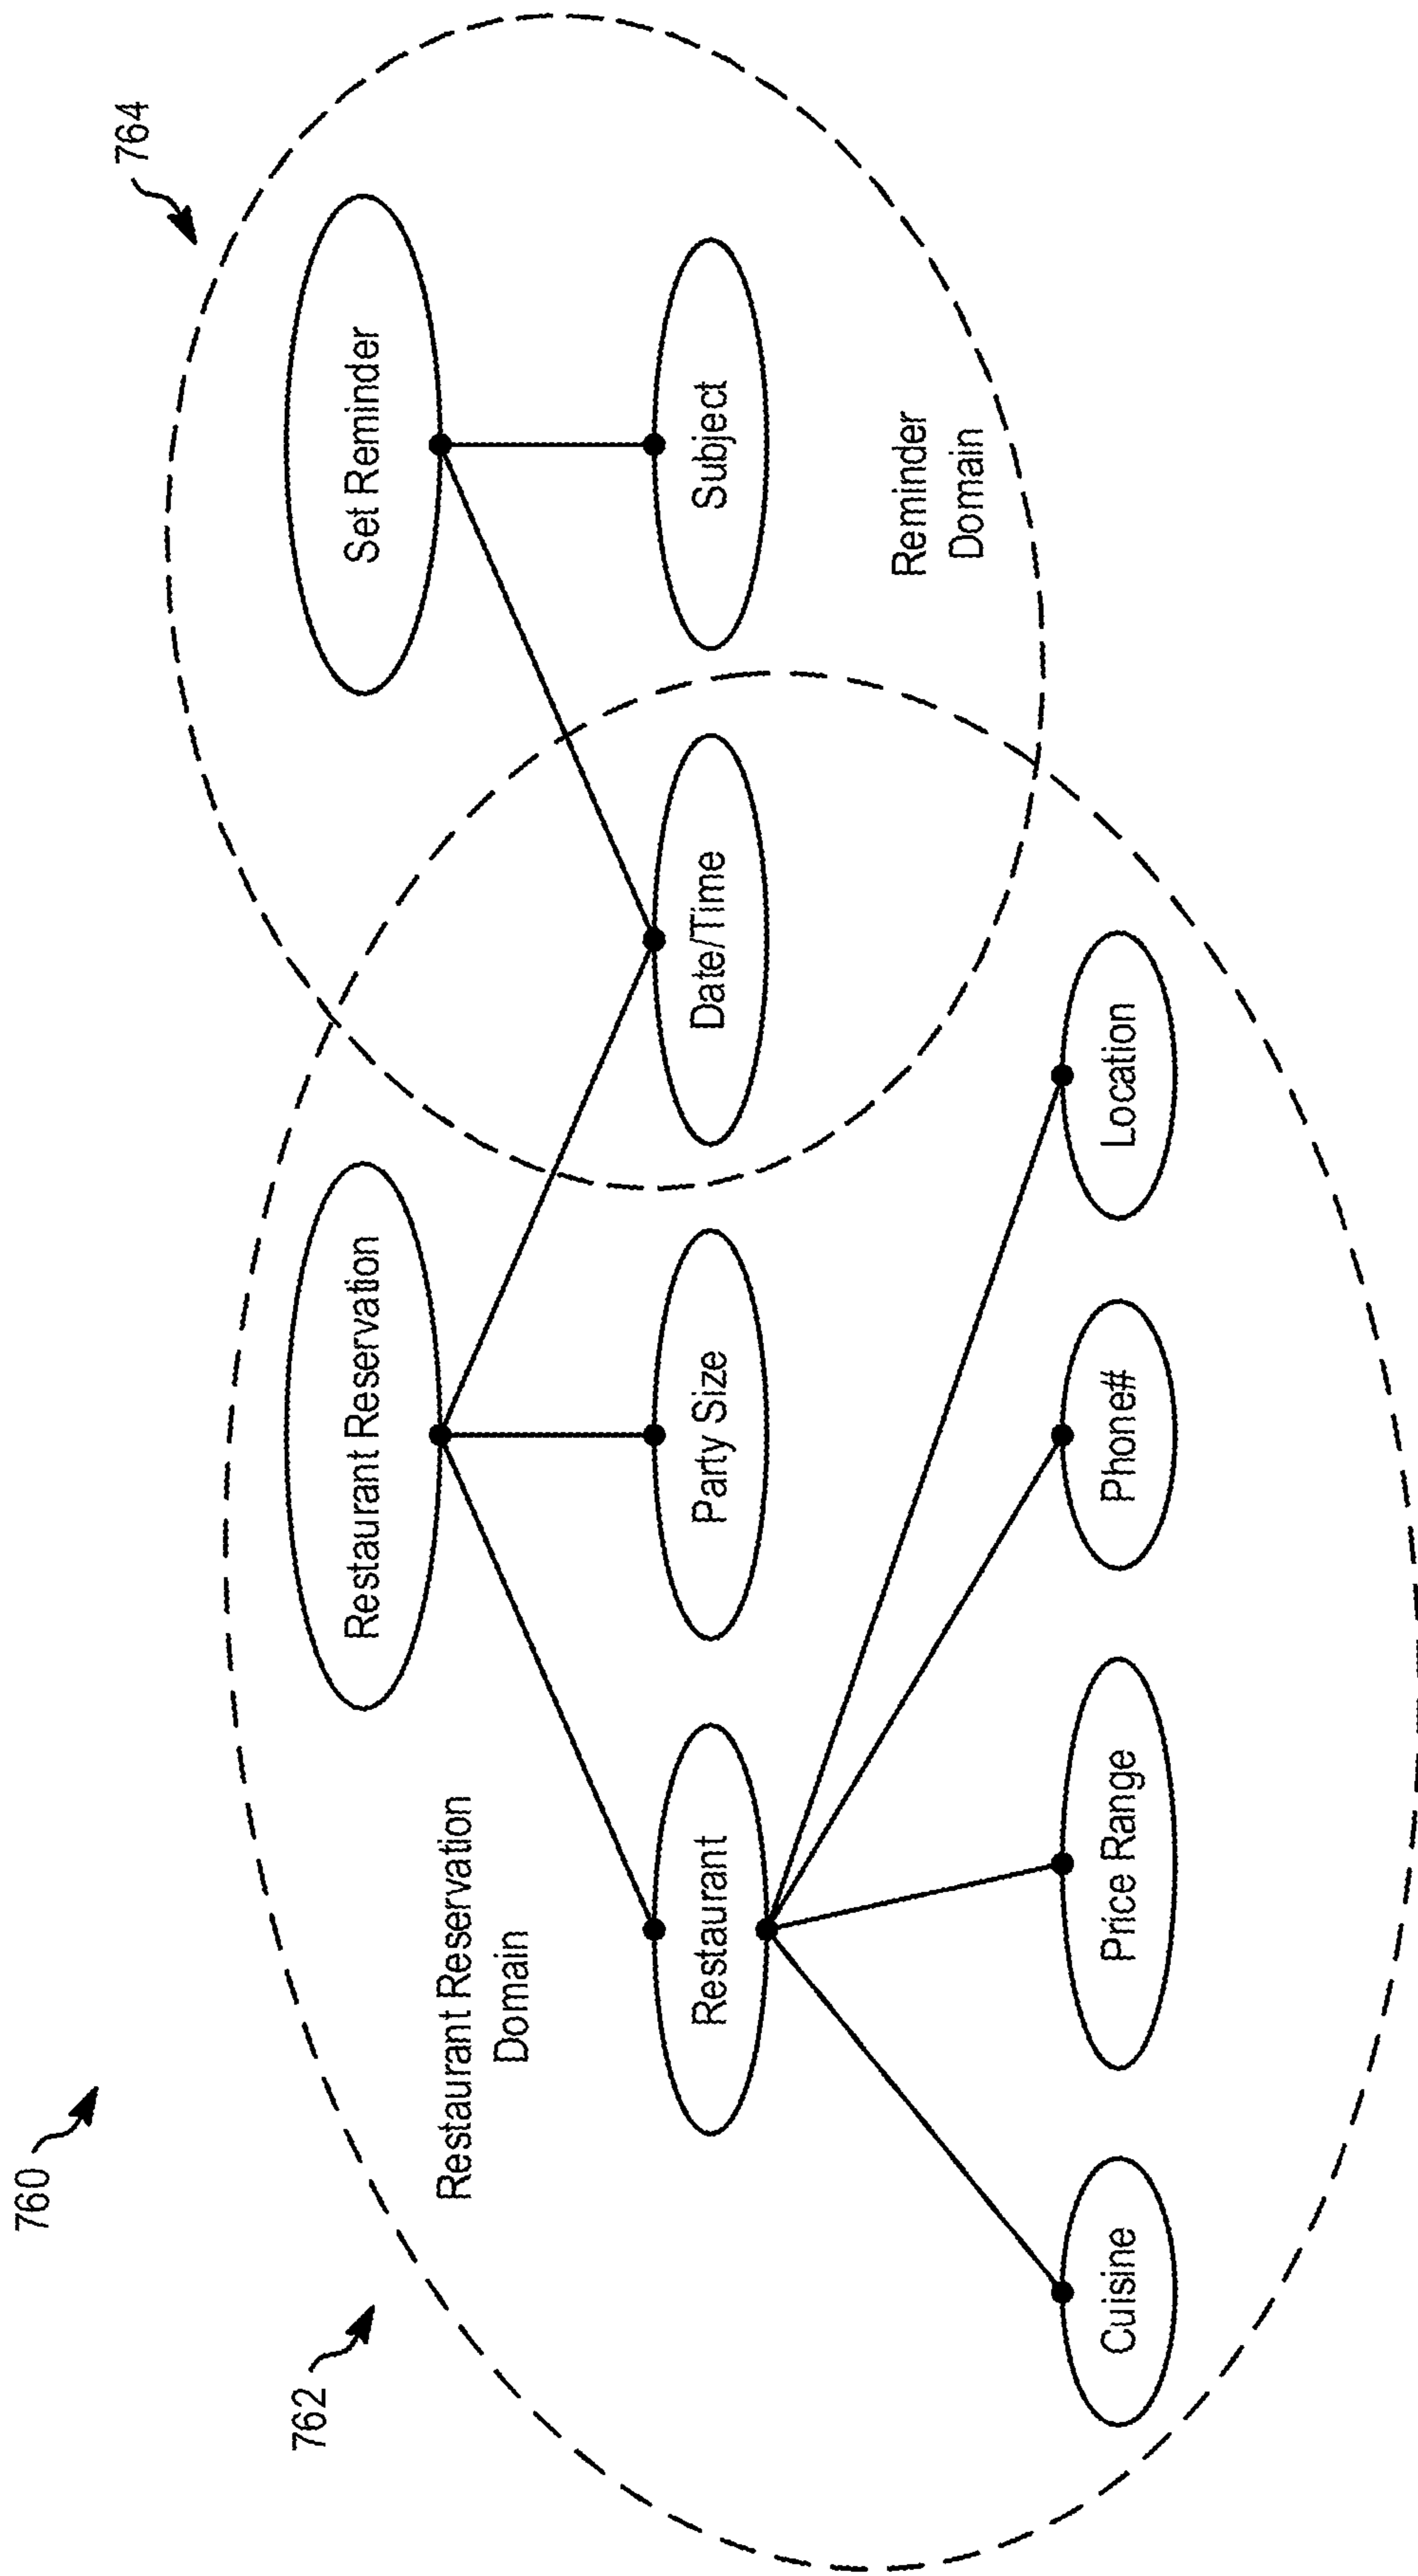 760
762
764
Restaurant Reservation
Set Reminder
Restaurant Reservation
Domain
Restaurant
Party Size
Date/Time
Subject
Reminder
Domain
Cuisine
Price Range
Phone#
Location